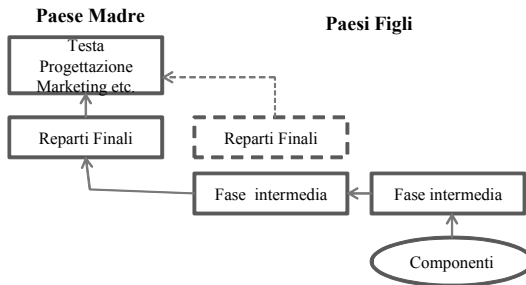 Paese Madre
Paesi Figli
Testa
Progettazione
Marketing etc.
Reparti Finali
Reparti Finali
Fase intermedia
Fase intermedia
Componenti